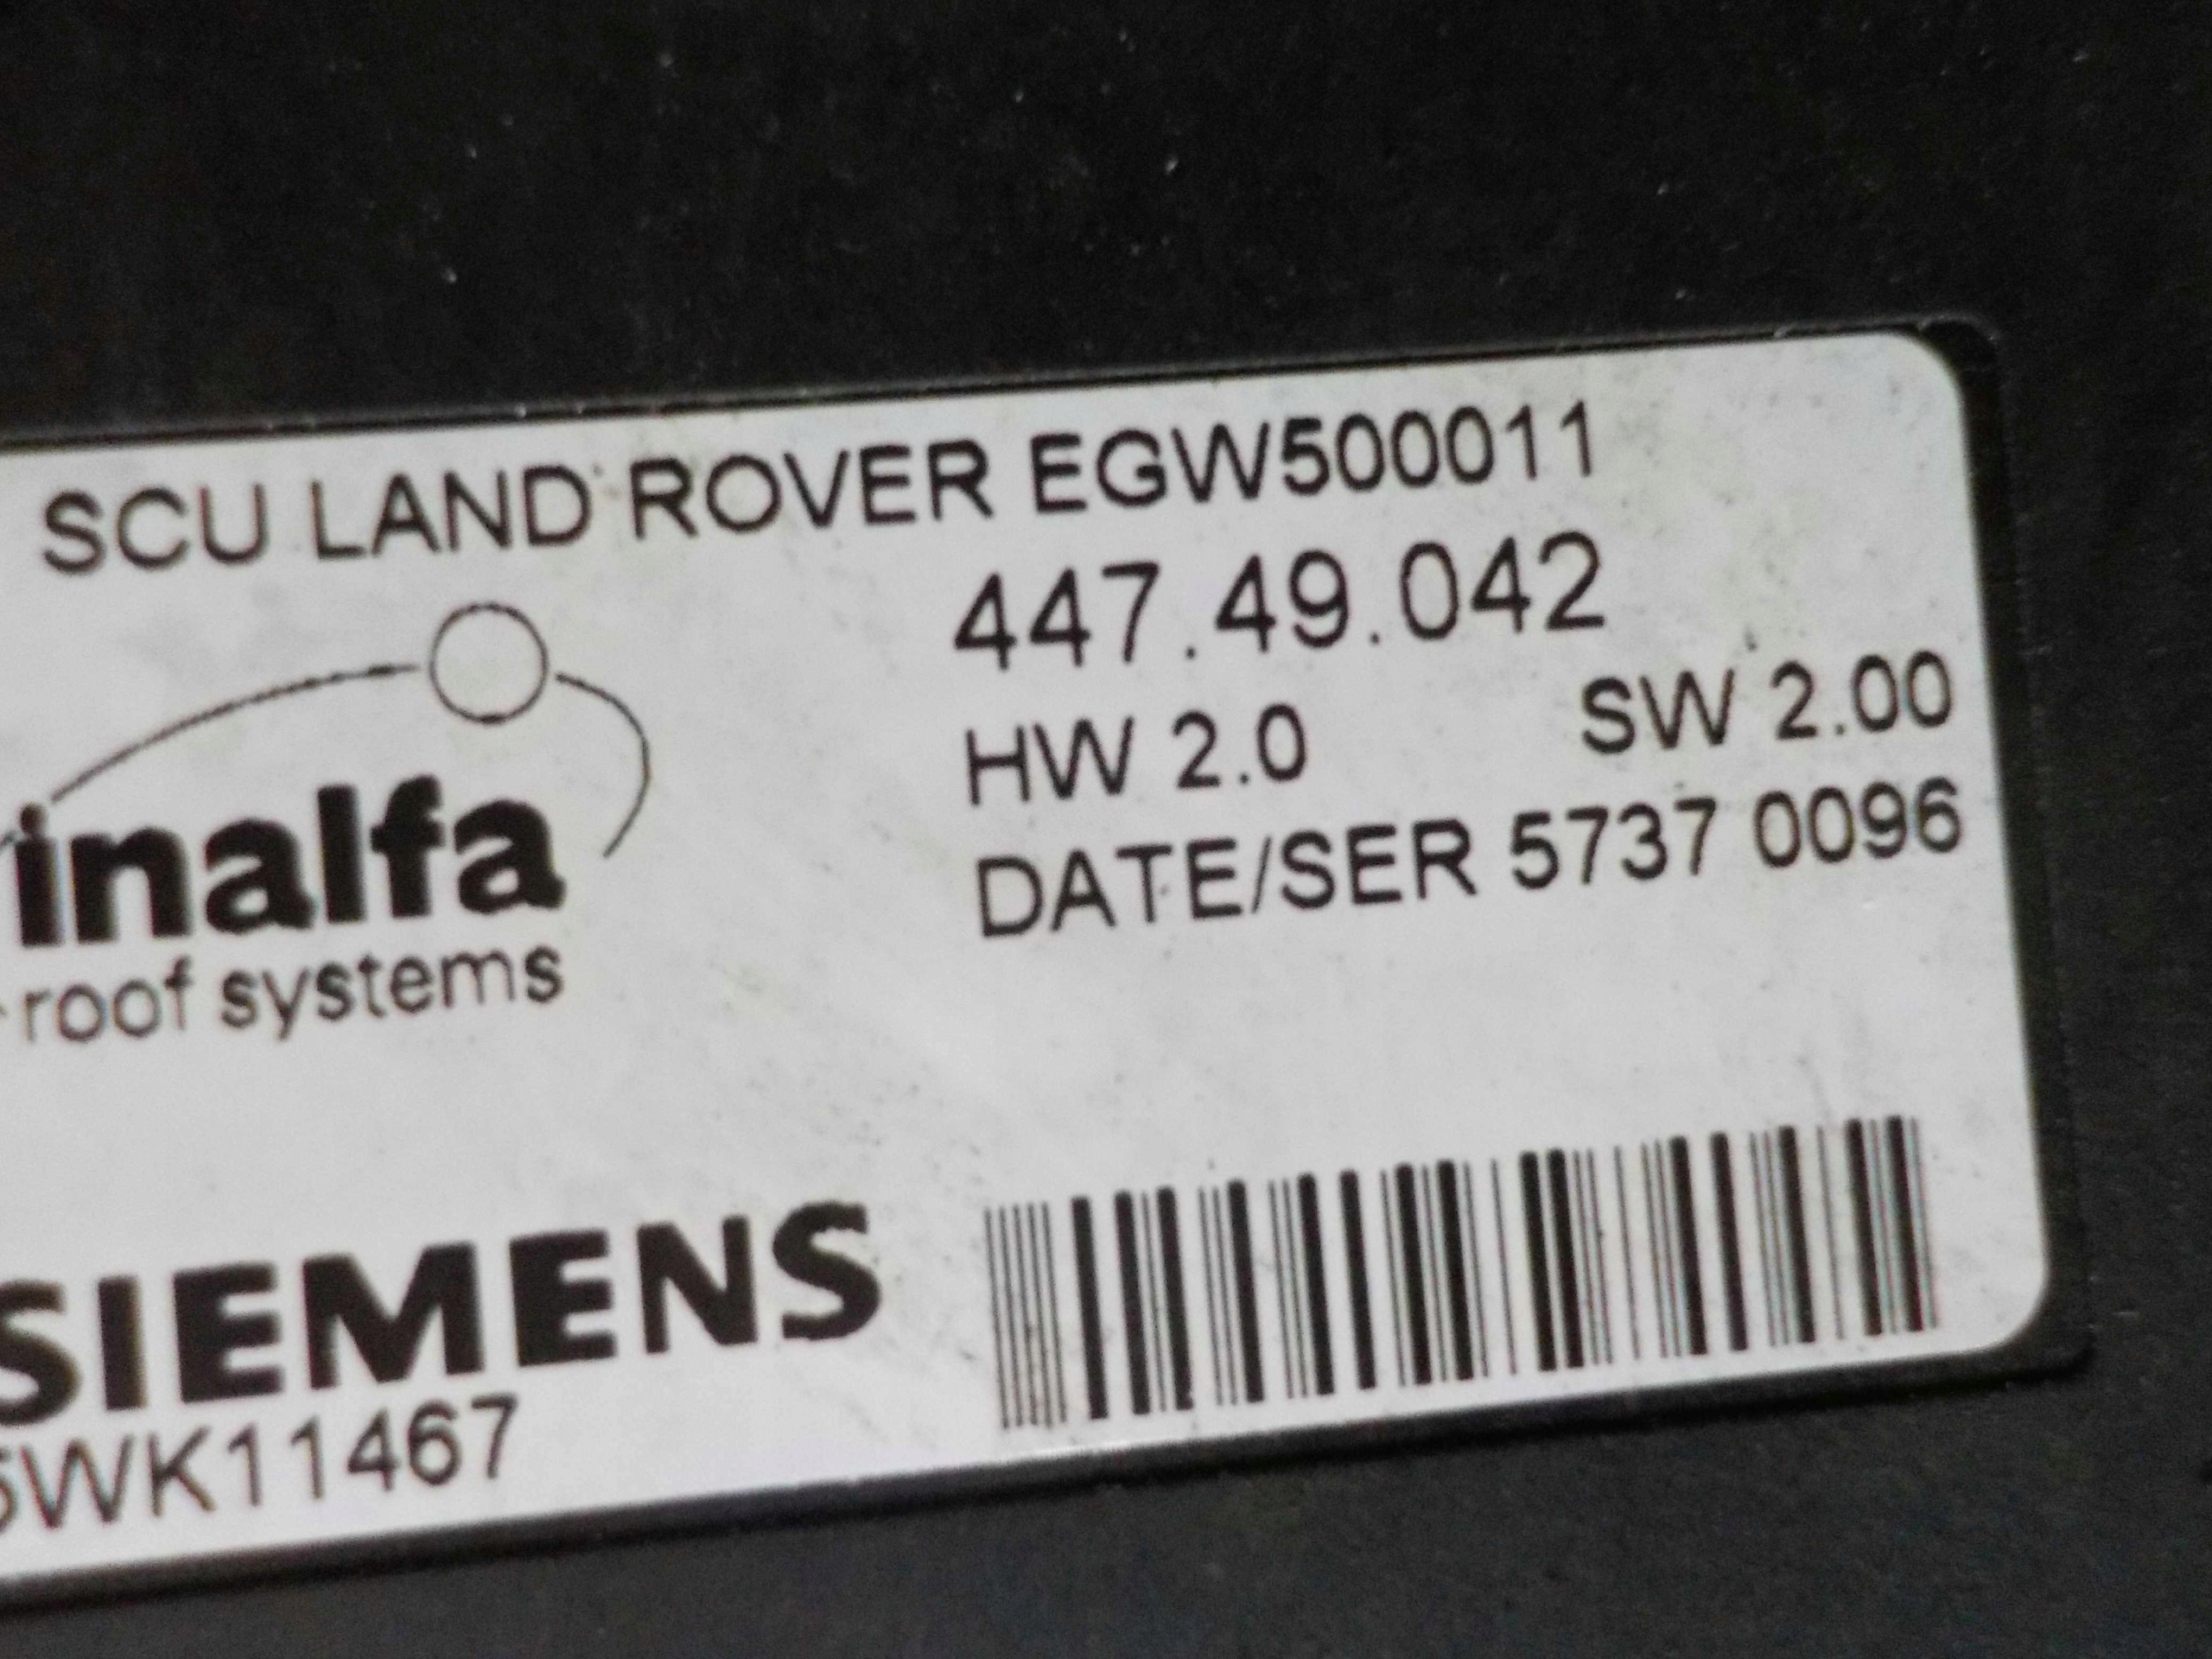 SCU LAND ROVER EGW500011
447.49.042
HW 2.0 SW 2.00
DATE/SER 5737 0096
inalfa
roof systems
SIEMENS
5WK11467